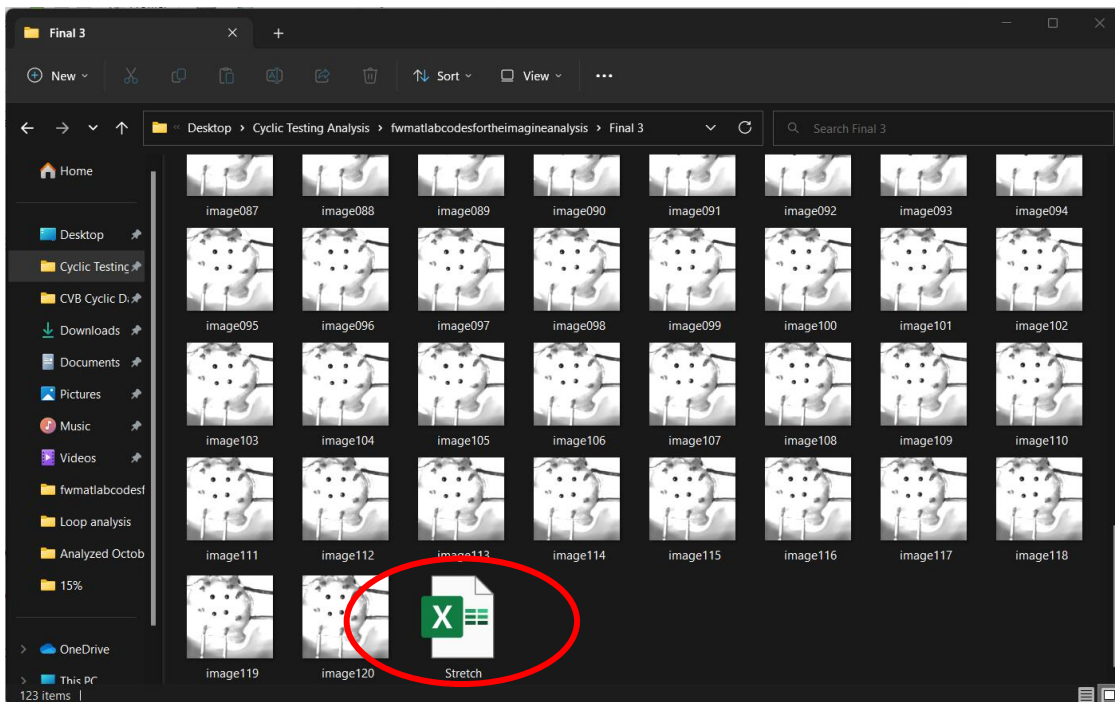 Final 3
New
Sort
View
Desktop > Cyclic Testing Analysis > fwmatlabcodesfortheimagineanalysis > Final 3
Search Final 3
Home
image087 image088 image089 image090 image091 image092 image093 image094
Desktop
Cyclic Testing
CVB Cyclic D
Downloads
image095 image096 image097 image098 image099 image100 image101 image102
Documents
Pictures
Music
image103 image104 image105 image106 image107 image108 image109 image110
Videos
fwmatlabcodesf
Loop analysis
Analyzed Octob
image111 image112 image113 image114 image115 image116 image117 image118
15%
X
OneDrive
image119 image120 Stretch
This PC
123 items